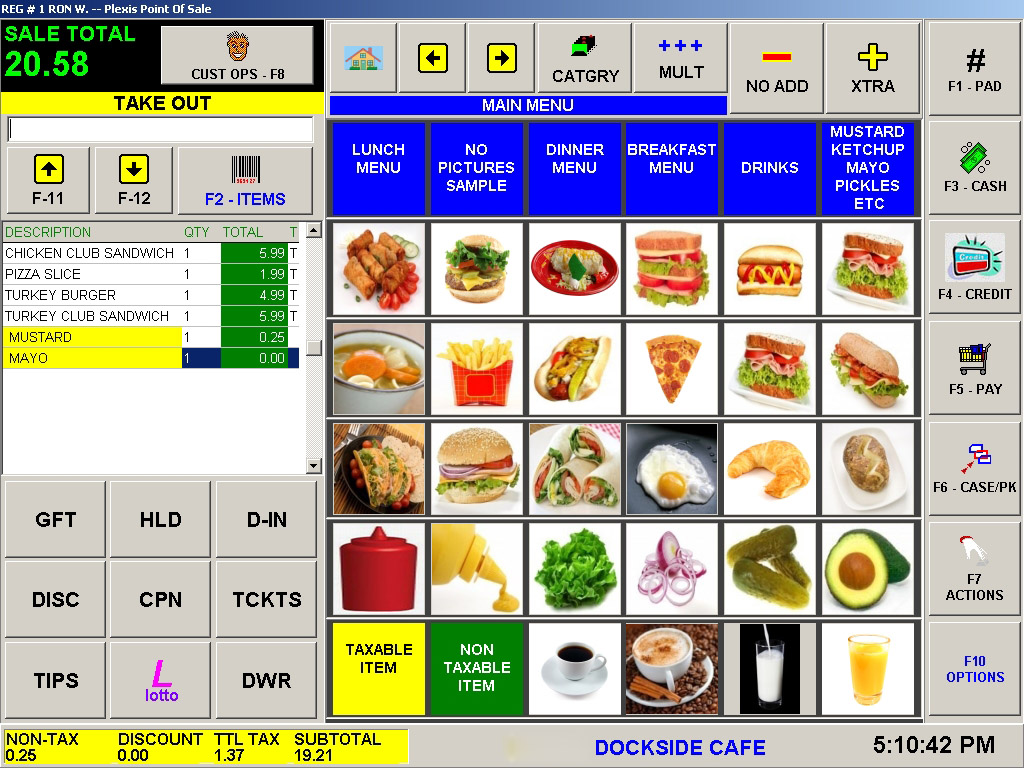 REG # 1 RON W. -- Plexis Point Of Sale
SALE TOTAL
20.58
CUST OPS - F8
TAKE OUT
F-11
F-12
F2 - ITEMS
DESCRIPTION QTY TOTAL T
CHICKEN CLUB SANDWICH 1 5.99 T
PIZZA SLICE 1 1.99 T
TURKEY BURGER 1 4.99 T
TURKEY CLUB SANDWICH 1 5.99 T
MUSTARD 1 0.25
MAYO 1 0.00
GFT
HLD
D-IN
DISC
CPN
TCKTS
TIPS
L
lotto
DWR
CATGRY
+++
MULT
NO ADD
XTRA
MAIN MENU
LUNCH
MENU
NO
PICTURES
SAMPLE
DINNER
MENU
BREAKFAST
MENU
DRINKS
MUSTARD
KETCHUP
MAYO
PICKLES
ETC
TAXABLE
ITEM
NON
TAXABLE
ITEM
#
F1 - PAD
F3 - CASH
Credit
F4 - CREDIT
F5 - PAY
F6 - CASE/PK
F7
ACTIONS
F10
OPTIONS
NON-TAX DISCOUNT TTL TAX SUBTOTAL
0.25 0.00 1.37 19.21
DOCKSIDE CAFE
5:10:42 PM